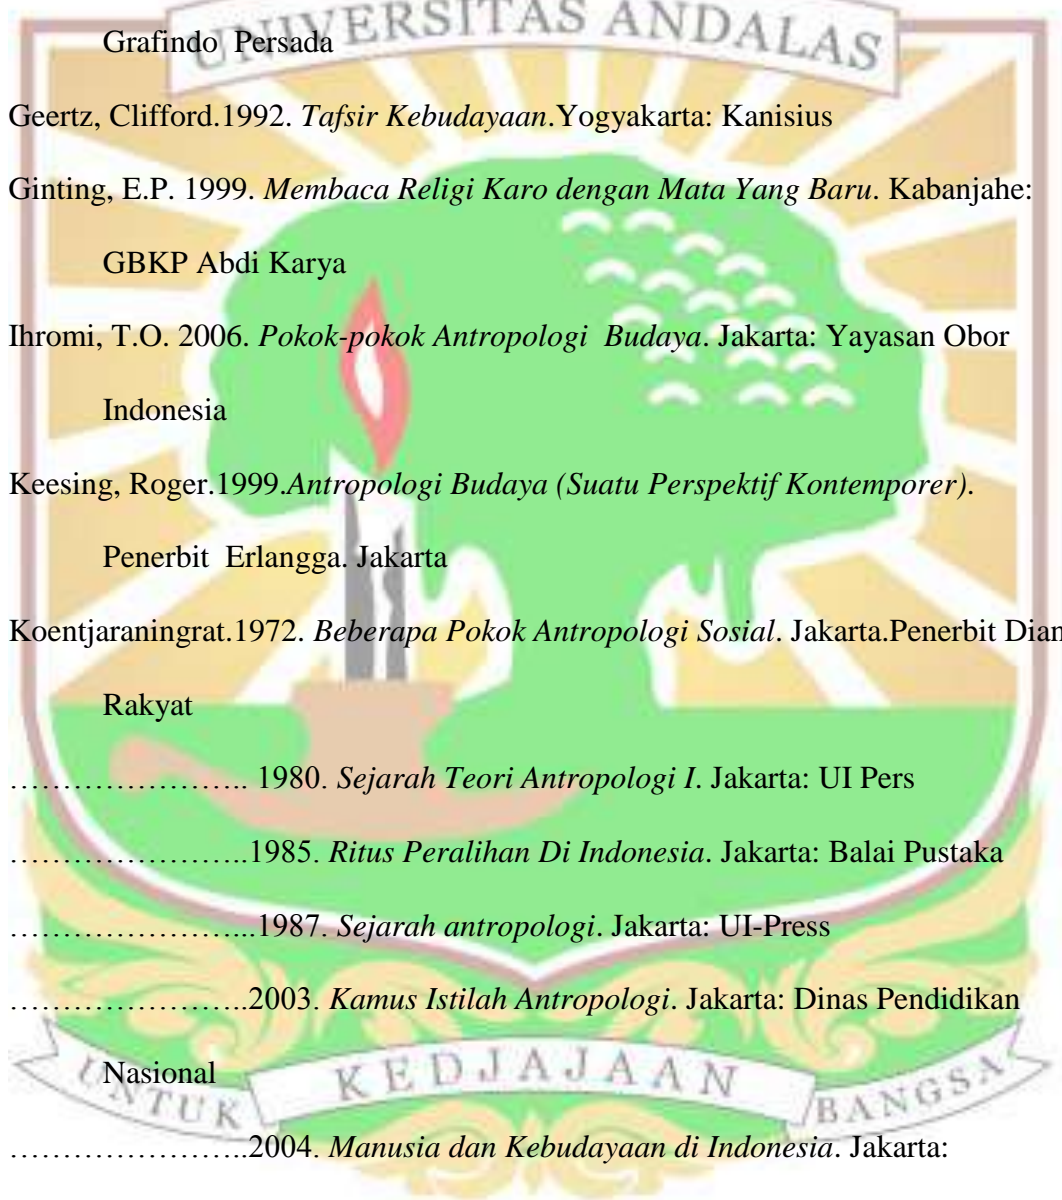 UNIVERSITAS ANDALAS
Grafindo Persada
Geertz, Clifford.1992. Tafsir Kebudayaan.Yogyakarta: Kanisius
Ginting, E.P. 1999. Membaca Religi Karo dengan Mata Yang Baru. Kabanjahe:
GBKP Abdi Karya
Ihromi, T.O. 2006. Pokok-pokok Antropologi Budaya. Jakarta: Yayasan Obor
Indonesia
Keesing, Roger.1999.Antropologi Budaya (Suatu Perspektif Kontemporer).
Penerbit Erlangga. Jakarta
Koentjaraningrat.1972. Beberapa Pokok Antropologi Sosial. Jakarta.Penerbit Dian
Rakyat
………………….. 1980. Sejarah Teori Antropologi I. Jakarta: UI Pers
…………………..1985. Ritus Peralihan Di Indonesia. Jakarta: Balai Pustaka
…………………...1987. Sejarah antropologi. Jakarta: UI-Press
…………………..2003. Kamus Istilah Antropologi. Jakarta: Dinas Pendidikan
Nasional
UNTUK KEDJAJAAN BANGSA
…………………..2004. Manusia dan Kebudayaan di Indonesia. Jakarta: